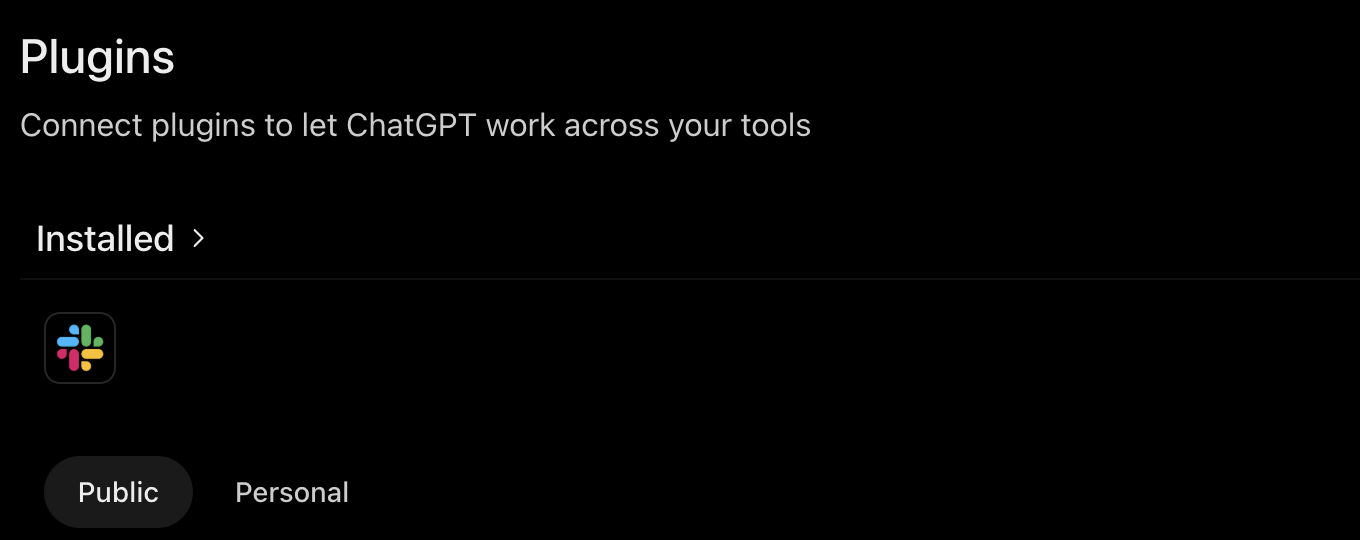 Plugins
Connect plugins to let ChatGPT work across your tools
Installed
Public
Personal